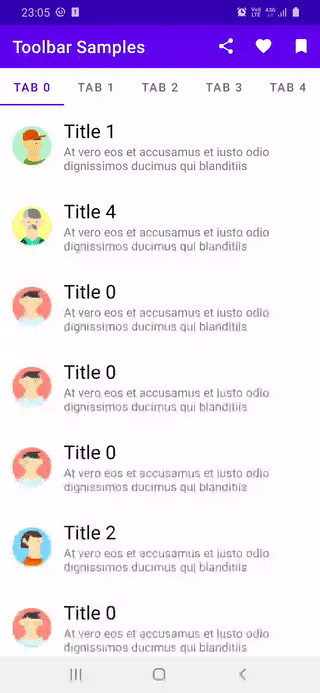 23:05 Vo) LTE 4.5G
Toolbar Samples
TAB 0 TAB 1 TAB 2 TAB 3 TAB 4
Title 1
At vero eos et accusamus et iusto odio
dignissimos ducimus qui blanditiis
Title 4
At vero eos et accusamus et iusto odio
dignissimos ducimus qui blanditiis
Title 0
At vero eos et accusamus et iusto odio
dignissimos ducimus qui blanditiis
Title 0
At vero eos et accusamus et iusto odio
dignissimos ducimus qui blanditiis
Title 0
At vero eos et accusamus et iusto odio
dignissimos ducimus qui blanditiis
Title 2
At vero eos et accusamus et iusto odio
dignissimos ducimus qui blanditiis
Title 0
At vero eos et accusamus et iusto odio
dignissimos ducimus qui blanditiis